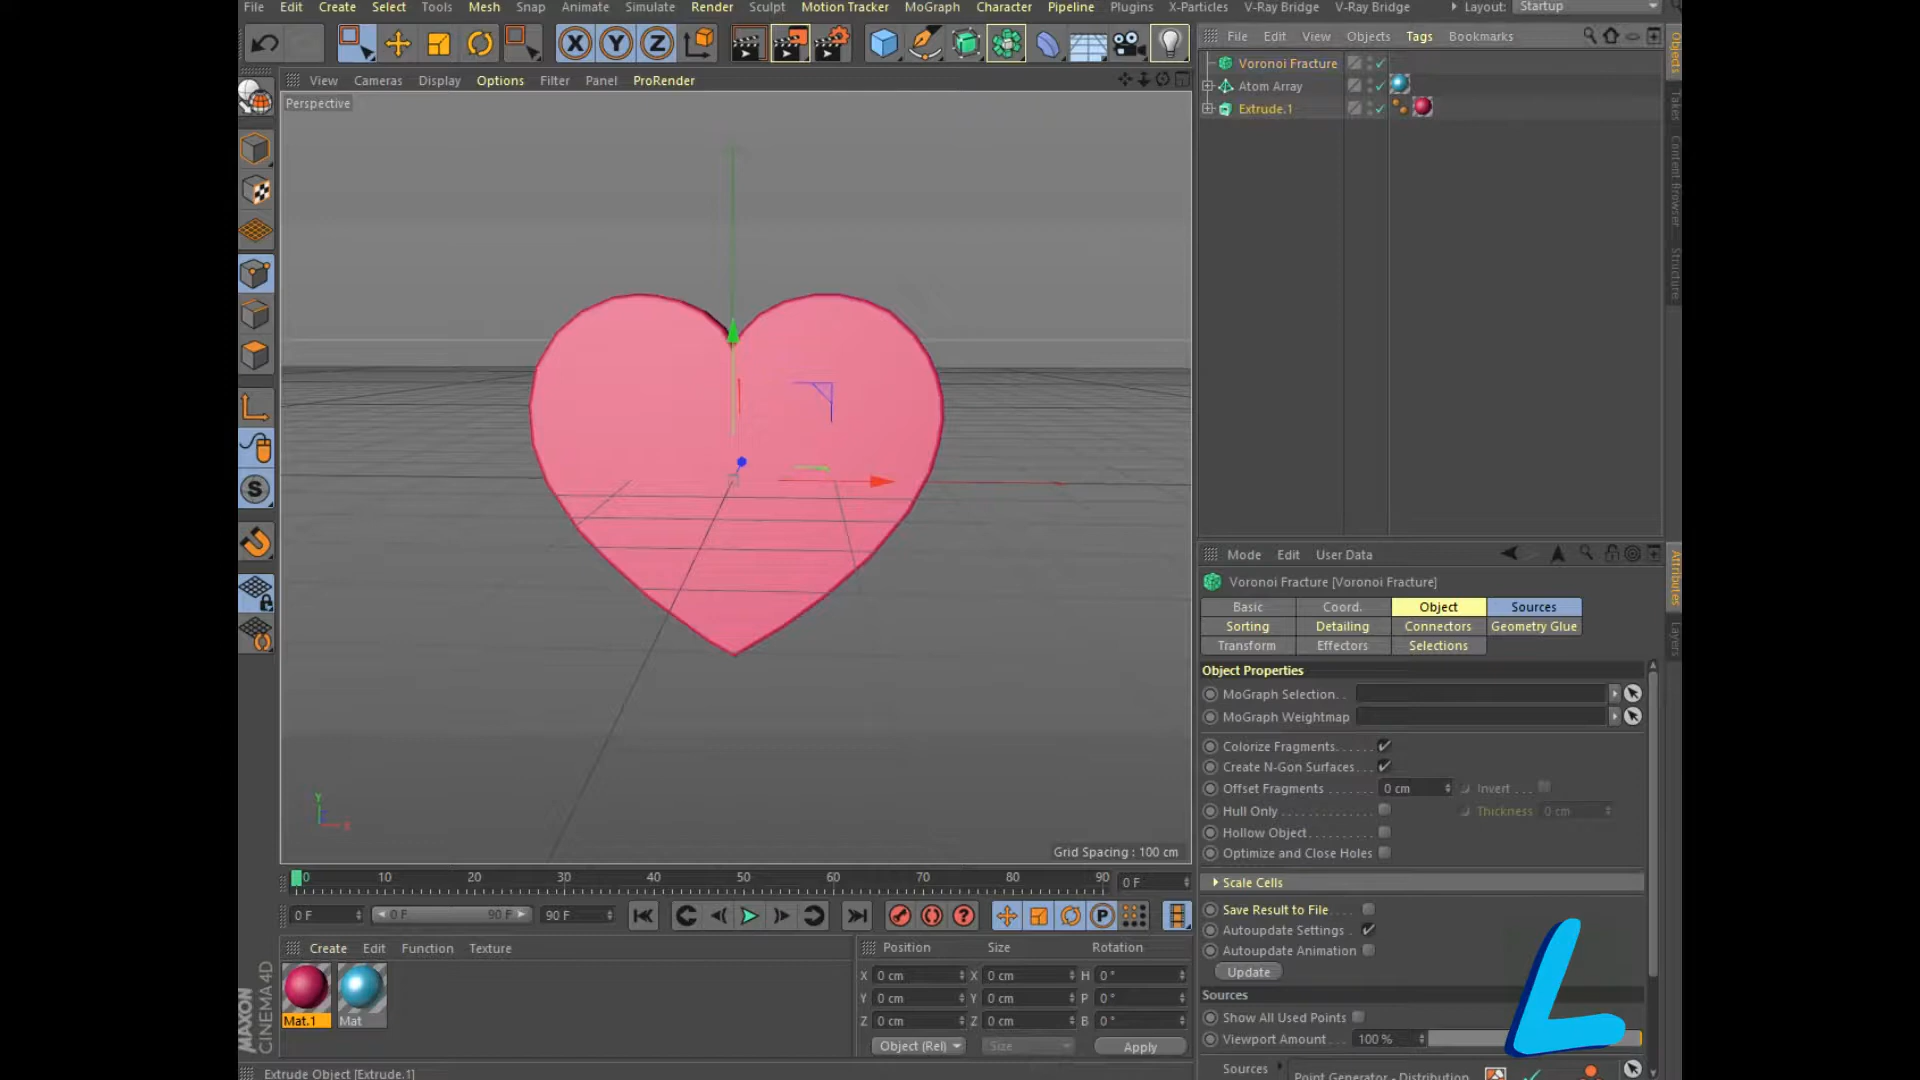 File Edit Create Select Tools Mesh Snap Animate Simulate Render Sculpt Motion Tracker MoGraph Character Pipeline Plugins X-Particles V-Ray Bridge V-Ray Bridge Layout: Startup
X Y Z
View Cameras Display Options Filter Panel ProRender
Perspective
File Edit View Objects Tags Bookmarks
Voronoi Fracture
Atom Array
Extrude.1
Objects
Takes
Content Browser
Structure
S
Y
X
Grid Spacing : 100 cm
Mode Edit User Data
Voronoi Fracture [Voronoi Fracture]
Basic Coord. Object Sources
Sorting Detailing Connectors Geometry Glue
Transform Effectors Selections
Attributes
Layers
Object Properties
MoGraph Selection. .
MoGraph Weightmap
Colorize Fragments. . . . . .
Create N-Gon Surfaces . . .
Offset Fragments . . . . . . . 0 cm Invert . . .
Hull Only . . . . . . . . . . . . . Thickness 0 cm
Hollow Object. . . . . . . . .
Optimize and Close Holes
Scale Cells
Save Result to File. . . .
Autoupdate Settings . .
Autoupdate Animation
Update
Sources
Show All Used Points
Viewport Amount . . . 100 %
Sources Point Generator - Distribution
0 10 20 30 40 50 60 70 80 90 0 F
0 F 0 F 90 F 90 F
P
Create Edit Function Texture
Mat.1 Mat
Position Size Rotation
X 0 cm X 0 cm H 0 °
Y 0 cm Y 0 cm P 0 °
Z 0 cm Z 0 cm B 0 °
Object (Rel) Size Apply
MAXON
CINEMA 4D
Extrude Object [Extrude.1]
L